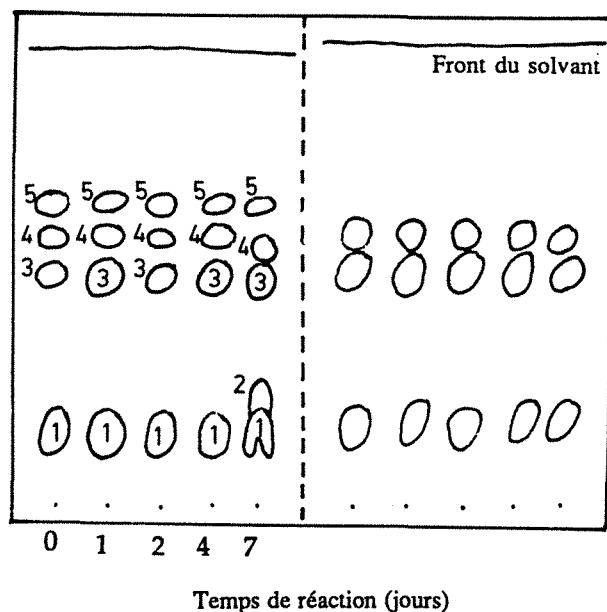 Front du solvant
5 5 5 5 5
4 4 4 4 4
3 3 3 3 3
2
1 1 1 1 1
0 1 2 4 7
Temps de réaction (jours)